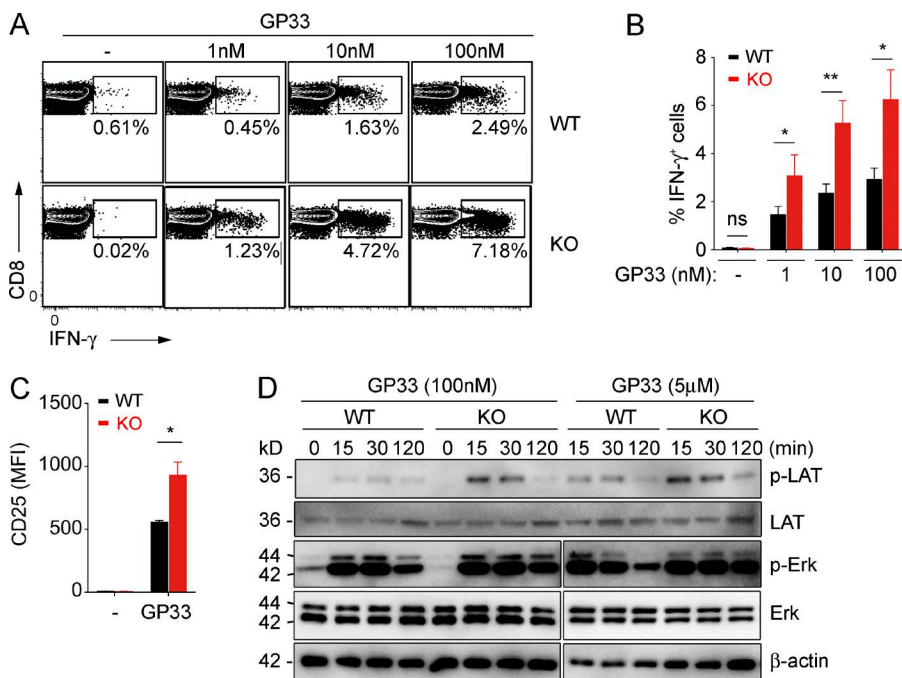 A
GP33
- 1nM 10nM 100nM
0.61% 0.45% 1.63% 2.49% WT
0.02% 1.23% 4.72% 7.18% KO
CD8
0
0
IFN-γ
B
WT
KO
% IFN-γ+ cells
8
6
4
2
0
ns * ** *
GP33 (nM): - 1 10 100
C
WT
KO
CD25 (MFI)
1500
1000
500
0
*
- GP33
D
GP33 (100nM) GP33 (5μM)
WT KO WT KO
kD 0 15 30 120 0 15 30 120 15 30 120 15 30 120 (min)
36 - p-LAT
36 - LAT
44 -
42 - p-Erk
44 -
42 - Erk
42 - β-actin